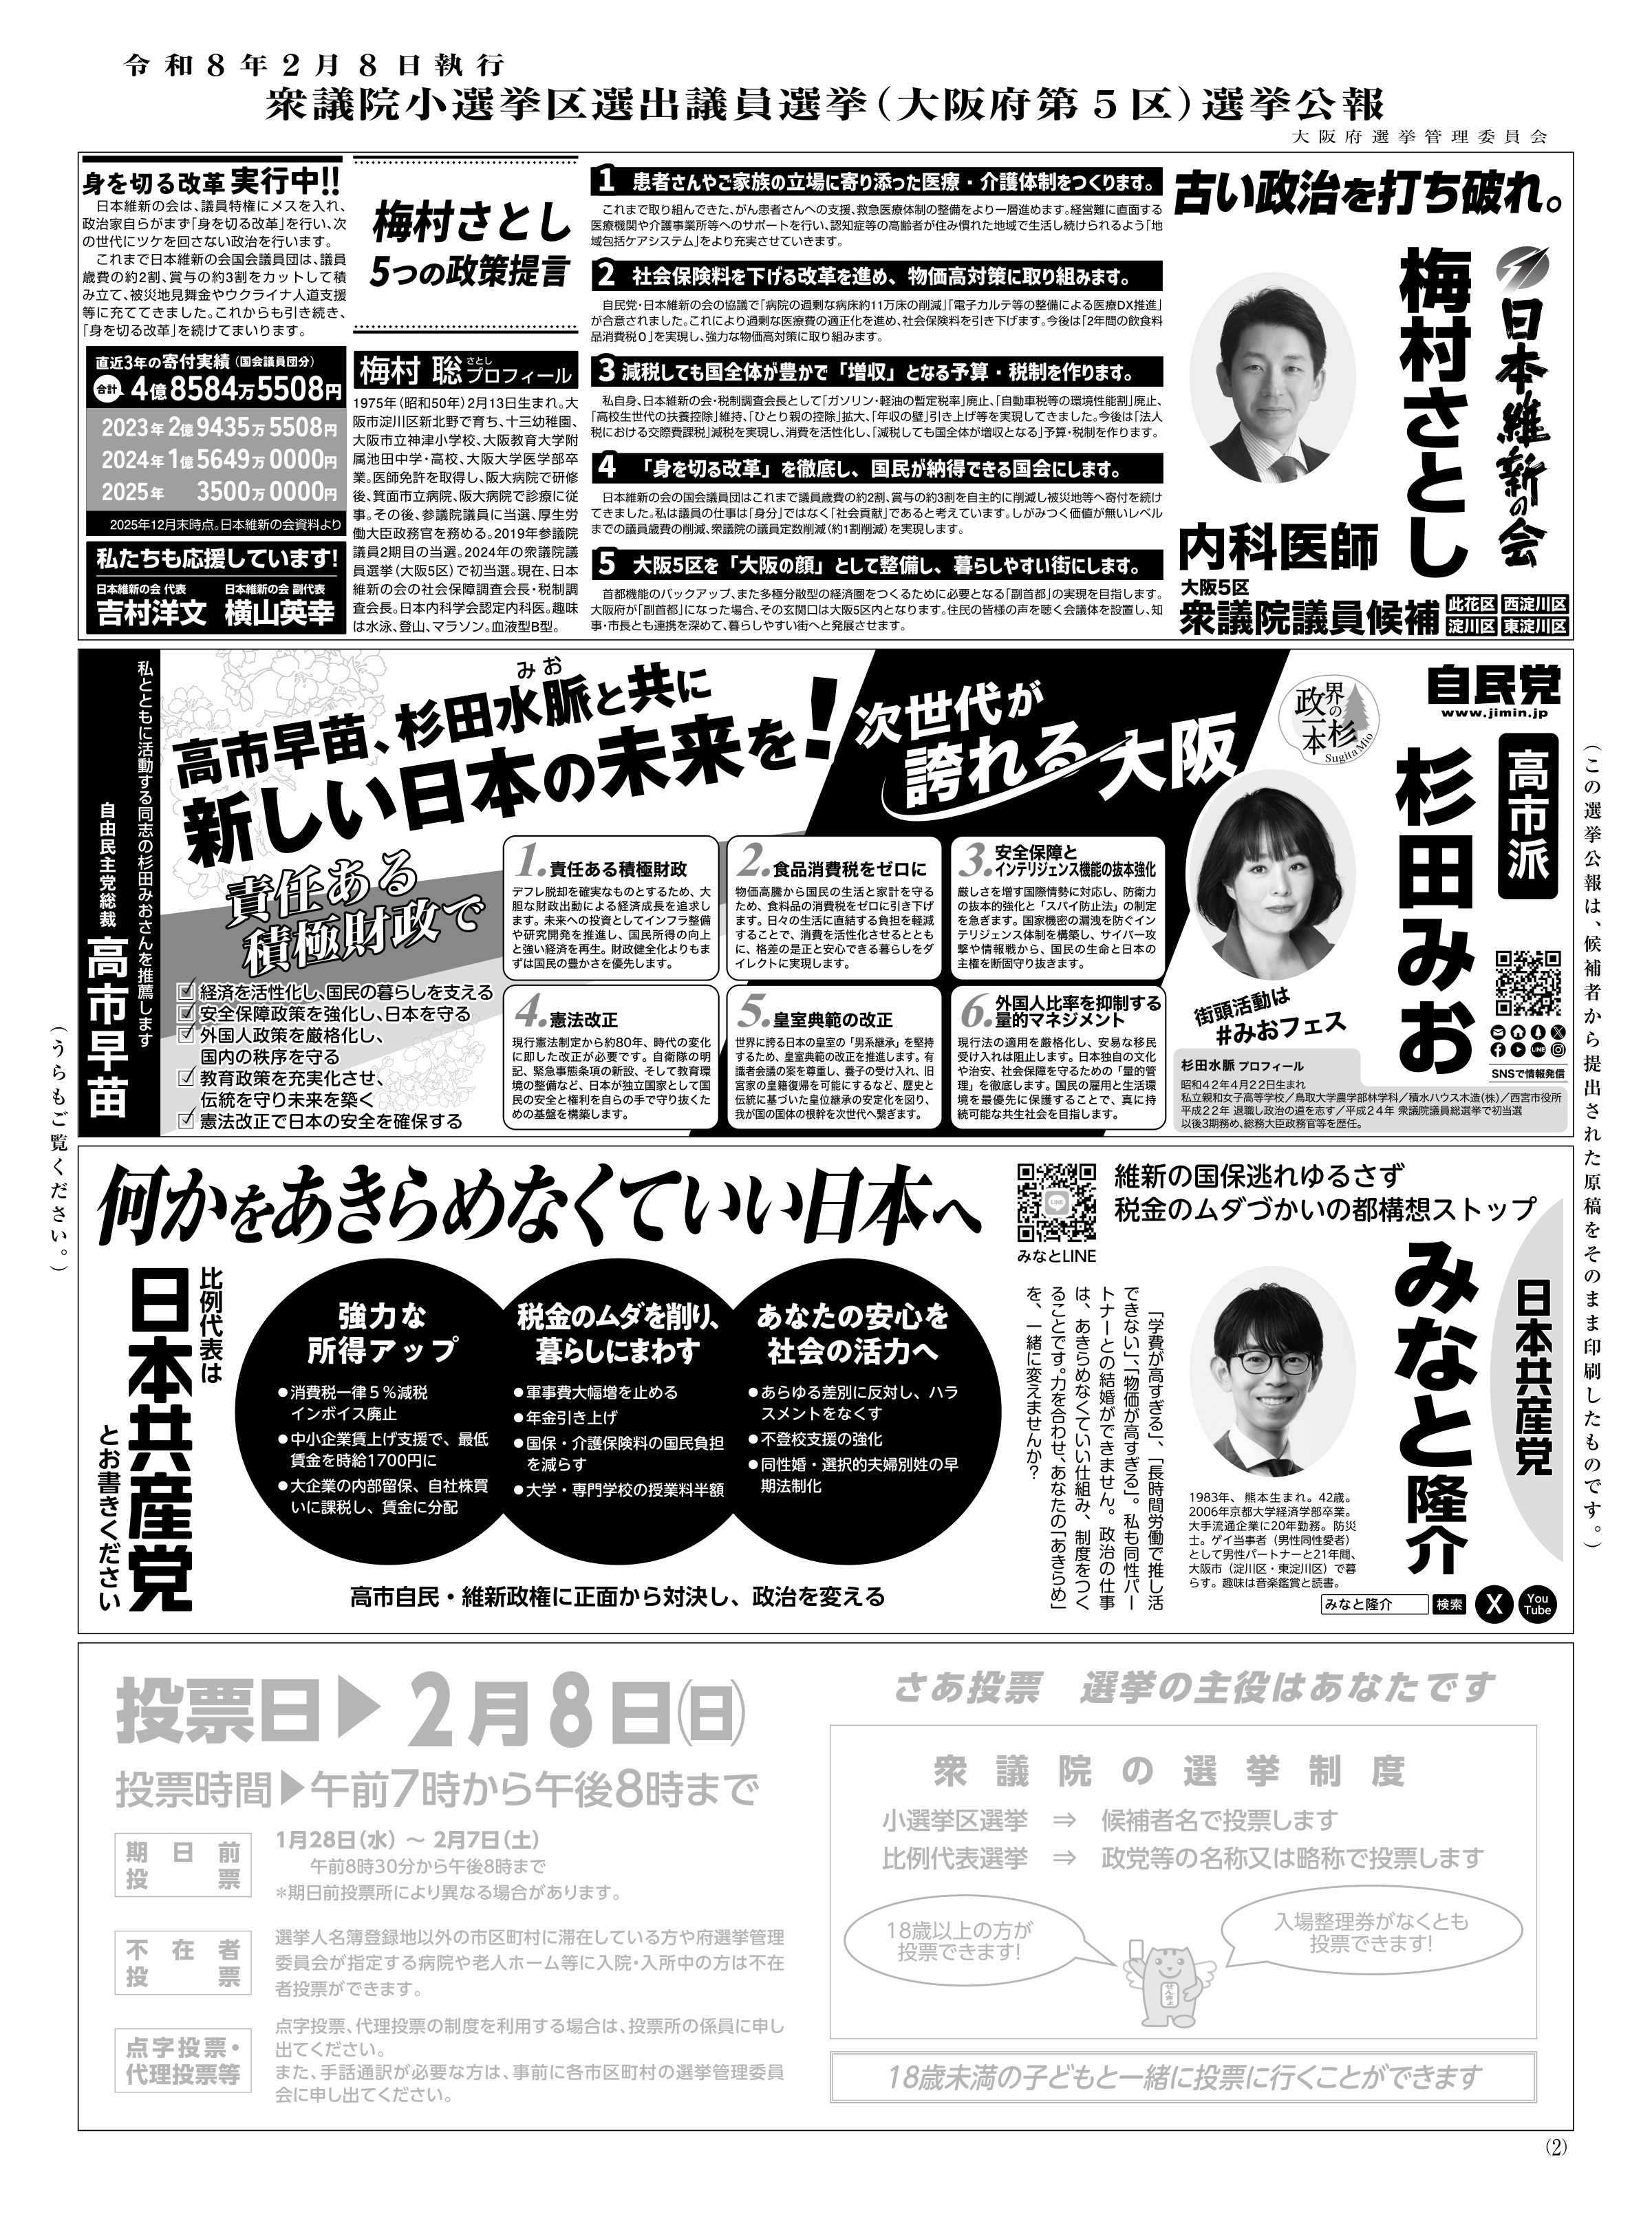 令和8年2月8日執行
衆議院小選挙区選出議員選挙(大阪府第5区)選挙公報
大阪府選挙管理委員会
古い政治を打ち破れ。
日本維新の会
梅村さとし
内科医師
大阪5区
衆議院議員候補
此花区 西淀川区
淀川区 東淀川区
1 患者さんやご家族の立場に寄り添った医療・介護体制をつくります。
これまで取り組んできた、がん患者さんへの支援、救急医療体制の整備をより一層進めます。経営難に直面する
医療機関や介護事業所等へのサポートを行い、認知症等の高齢者が住み慣れた地域で生活し続けられるよう「地
域包括ケアシステム」をより充実させていきます。
2 社会保険料を下げる改革を進め、物価高対策に取り組みます。
自民党・日本維新の会の協議で「病院の過剰な病床約11万床の削減」「電子カルテ等の整備による医療DX推進」
が合意されました。これにより過剰な医療費の適正化を進め、社会保険料を引き下げます。今後は「2年間の飲食料
品消費税0」を実現し、強力な物価高対策に取り組みます。
3 減税しても国全体が豊かで「増収」となる予算・税制を作ります。
私自身、日本維新の会・税制調査会長として「ガソリン・軽油の暫定税率」廃止、「自動車税等の環境性能割」廃止、
「高校生世代の扶養控除」維持、「ひとり親の控除」拡大、「年収の壁」引き上げ等を実現してきました。今後は「法人
税における交際費課税」減税を実現し、消費を活性化し、「減税しても国全体が増収となる」予算・税制を作ります。
4 「身を切る改革」を徹底し、国民が納得できる国会にします。
日本維新の会の国会議員団はこれまで議員歳費の約2割、賞与の約3割を自主的に削減し被災地等へ寄付を続け
てきました。私は議員の仕事は「身分」ではなく「社会貢献」であると考えています。しがみつく価値が無いレベル
までの議員歳費の削減、衆議院の議員定数削減(約1割削減)を実現します。
5 大阪5区を「大阪の顔」として整備し、暮らしやすい街にします。
首都機能のバックアップ、また多極分散型の経済圏をつくるために必要となる「副首都」の実現を目指します。
大阪府が「副首都」になった場合、その玄関口は大阪5区内となります。住民の皆様の声を聴く会議体を設置し、知
事・市長とも連携を深めて、暮らしやすい街へと発展させます。
梅村さとし
5つの政策提言
梅村 聡 さとし プロフィール
1975年(昭和50年)2月13日生まれ。大
阪市淀川区新北野で育ち、十三幼稚園、
大阪市立神津小学校、大阪教育大学附
属池田中学・高校、大阪大学医学部卒
業。医師免許を取得し、阪大病院で研修
後、箕面市立病院、阪大病院で診療に従
事。その後、参議院議員に当選、厚生労
働大臣政務官を務める。2019年参議院
議員2期目の当選。2024年の衆議院議
員選挙(大阪5区)で初当選。現在、日本
維新の会の社会保障調査会長・税制調
査会長。日本内科学会認定内科医。趣味
は水泳、登山、マラソン。血液型B型。
身を切る改革 実行中!!
日本維新の会は、議員特権にメスを入れ、
政治家自らがまず「身を切る改革」を行い、次
の世代にツケを回さない政治を行います。
これまで日本維新の会国会議員団は、議員
歳費の約2割、賞与の約3割をカットして積
み立て、被災地見舞金やウクライナ人道支援
等に充ててきました。これからも引き続き、
「身を切る改革」を続けてまいります。
直近3年の寄付実績(国会議員団分)
合計 4億8584万5508円
2023年 2億9435万5508円
2024年 1億5649万0000円
2025年 3500万0000円
2025年12月末時点。日本維新の会資料より
私たちも応援しています!
日本維新の会 代表 日本維新の会 副代表
吉村洋文 横山英幸
自民党
www.jimin.jp
高市派
杉田みお
政界の一本杉
Sugita Mio
SNSで情報発信
LINE
街頭活動は
#みおフェス
杉田水脈 プロフィール
昭和42年4月22日生まれ
私立親和女子高等学校/鳥取大学農学部林学科/積水ハウス木造(株)/西宮市役所
平成22年 退職し政治の道を志す/平成24年 衆議院議員総選挙で初当選
以後3期務め、総務大臣政務官等を歴任。
みお
高市早苗、杉田水脈と共に
新しい日本の未来を!
次世代が
誇れる大阪
責任ある
積極財政で
経済を活性化し、国民の暮らしを支える
安全保障政策を強化し、日本を守る
外国人政策を厳格化し、
国内の秩序を守る
教育政策を充実化させ、
伝統を守り未来を築く
憲法改正で日本の安全を確保する
1. 責任ある積極財政
デフレ脱却を確実なものとするため、大
胆な財政出動による経済成長を追求し
ます。未来への投資としてインフラ整備
や研究開発を推進し、国民所得の向上
と強い経済を再生。財政健全化よりもま
ずは国民の豊かさを優先します。
2. 食品消費税をゼロに
物価高騰から国民の生活と家計を守る
ため、食料品の消費税をゼロに引き下げ
ます。日々の生活に直結する負担を軽減
することで、消費を活性化させるととも
に、格差の是正と安心できる暮らしをダ
イレクトに実現します。
3. 安全保障と
インテリジェンス機能の抜本強化
厳しさを増す国際情勢に対応し、防衛力
の抜本的強化と「スパイ防止法」の制定
を急ぎます。国家機密の漏洩を防ぐイン
テリジェンス体制を構築し、サイバー攻
撃や情報戦から、国民の生命と日本の
主権を断固守り抜きます。
4. 憲法改正
現行憲法制定から約80年、時代の変化
に即した改正が必要です。自衛隊の明
記、緊急事態条項の新設、そして教育環
境の整備など、日本が独立国家として国
民の安全と権利を自らの手で守り抜くた
めの基盤を構築します。
5. 皇室典範の改正
世界に誇る日本の皇室の「男系継承」を堅持
するため、皇室典範の改正を推進します。有
識者会議の案を尊重し、養子の受け入れ、旧
宮家の皇籍復帰を可能にするなど、歴史と
伝統に基づいた皇位継承の安定化を図り、
我が国の国体の根幹を次世代へ繋ぎます。
6. 外国人比率を抑制する
量的マネジメント
現行法の適用を厳格化し、安易な移民
受け入れは阻止します。日本独自の文化
や治安、社会保障を守るための「量的管
理」を徹底します。国民の雇用と生活環
境を最優先に保護することで、真に持
続可能な共生社会を目指します。
私とともに活動する同志の杉田みおさんを推薦します
自由民主党総裁 高市早苗
維新の国保逃れゆるさず
税金のムダづかいの都構想ストップ
日本共産党
みなと隆介
LINE
みなとLINE
1983年、熊本生まれ。42歳。
2006年京都大学経済学部卒業。
大手流通企業に20年勤務。防災
士。ゲイ当事者(男性同性愛者)
として男性パートナーと21年間、
大阪市(淀川区・東淀川区)で暮
らす。趣味は音楽鑑賞と読書。
みなと隆介 検索 X You Tube
「学費が高すぎる」、「長時間労働で推し活
できない」、「物価が高すぎる」。私も同性パー
トナーとの結婚ができません。政治の仕事
は、あきらめなくていい仕組み、制度をつく
ることです。力を合わせ、あなたの「あきらめ」
を、一緒に変えませんか?
何かをあきらめなくていい日本へ
強力な
所得アップ
●消費税一律5%減税
インボイス廃止
●中小企業賃上げ支援で、最低
賃金を時給1700円に
●大企業の内部留保、自社株買
いに課税し、賃金に分配
税金のムダを削り、
暮らしにまわす
●軍事費大幅増を止める
●年金引き上げ
●国保・介護保険料の国民負担
を減らす
●大学・専門学校の授業料半額
あなたの安心を
社会の活力へ
●あらゆる差別に反対し、ハラ
スメントをなくす
●不登校支援の強化
●同性婚・選択的夫婦別姓の早
期法制化
高市自民・維新政権に正面から対決し、政治を変える
比例代表は
日本共産党
とお書きください
投票日▶2月8日(日)
投票時間▶午前7時から午後8時まで
期日前
投票
1月28日(水)〜2月7日(土)
午前8時30分から午後8時まで
*期日前投票所により異なる場合があります。
不在者
投票
選挙人名簿登録地以外の市区町村に滞在している方や府選挙管理
委員会が指定する病院や老人ホーム等に入院・入所中の方は不在
者投票ができます。
点字投票・
代理投票等
点字投票、代理投票の制度を利用する場合は、投票所の係員に申し
出てください。
また、手話通訳が必要な方は、事前に各市区町村の選挙管理委員
会に申し出てください。
さあ投票 選挙の主役はあなたです
衆議院の選挙制度
小選挙区選挙 ⇒ 候補者名で投票します
比例代表選挙 ⇒ 政党等の名称又は略称で投票します
18歳以上の方が
投票できます!
入場整理券がなくとも
投票できます!
せんきょ
18歳未満の子どもと一緒に投票に行くことができます
(この選挙公報は、候補者から提出された原稿をそのまま印刷したものです。)
(うらもご覧ください。)
(2)